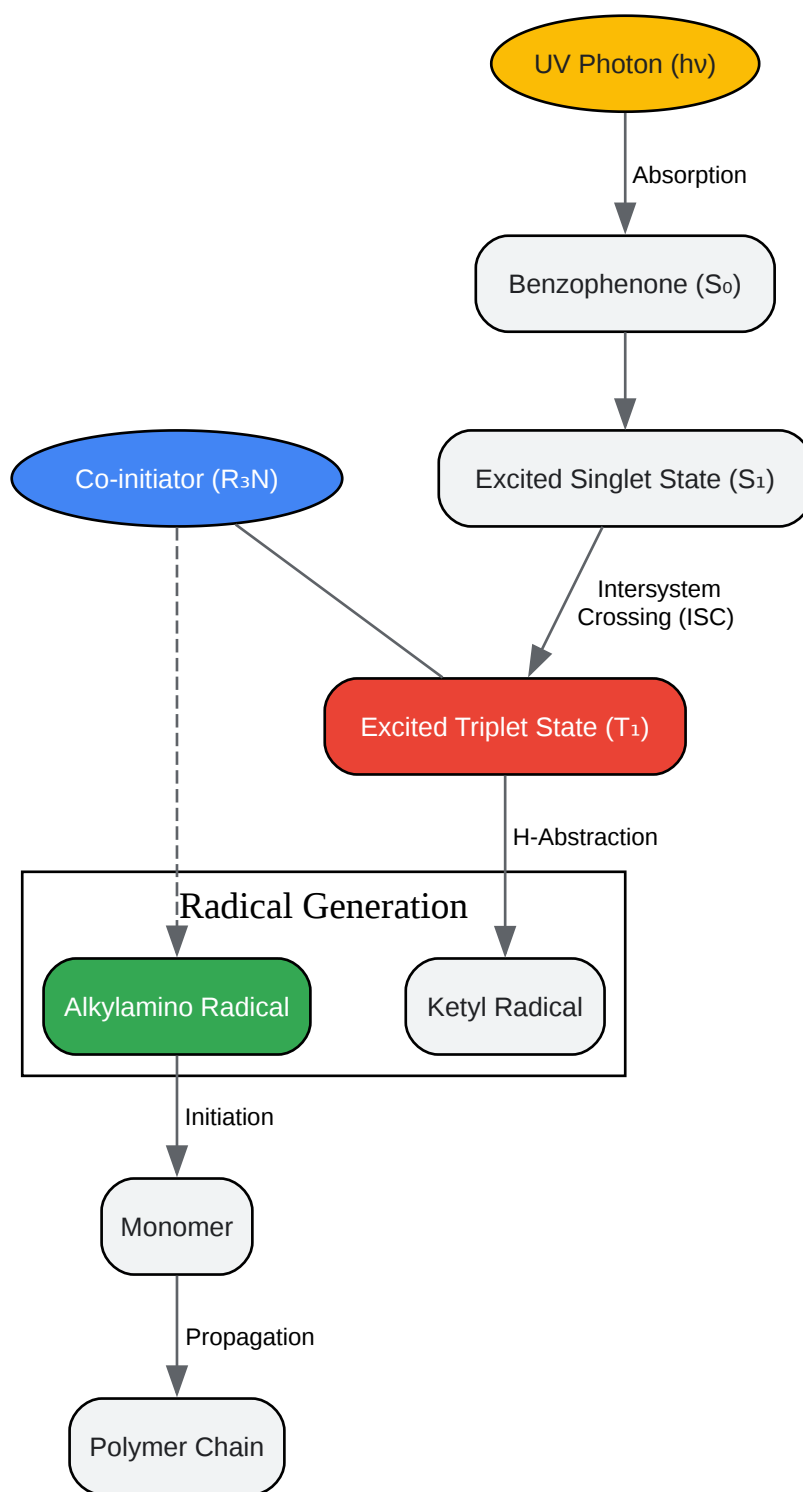 UV Photon (hν)
Absorption
Benzophenone (S₀)
Co-initiator (R₃N)
Excited Singlet State (S₁)
Intersystem
Crossing (ISC)
Excited Triplet State (T₁)
H-Abstraction
Radical Generation
Alkylamino Radical
Ketyl Radical
Initiation
Monomer
Propagation
Polymer Chain